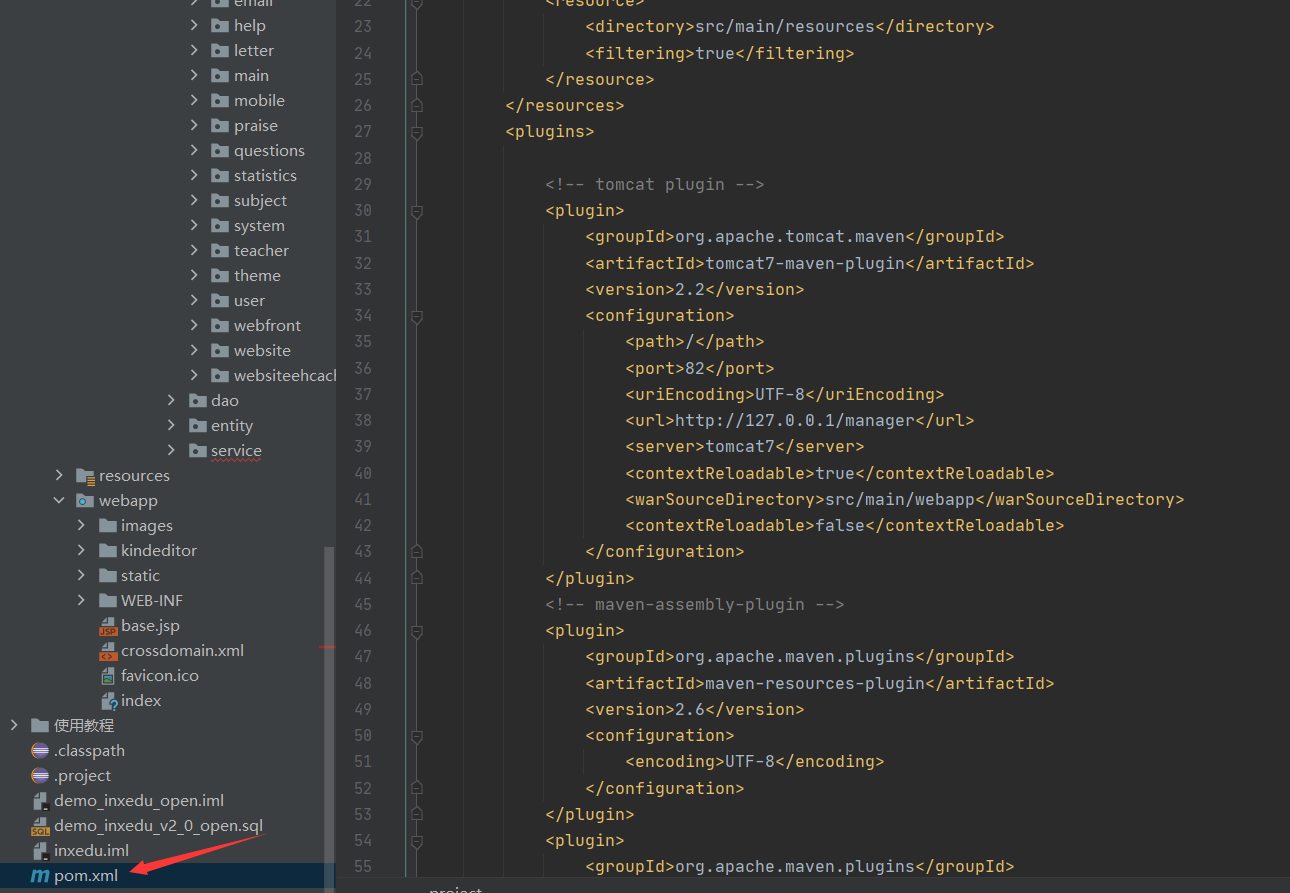 email
help
letter
main
mobile
praise
questions
statistics
subject
system
teacher
theme
user
webfront
website
websiteehcacl
dao
entity
service
resources
webapp
images
kindeditor
static
WEB-INF
base.jsp
crossdomain.xml
favicon.ico
index
使用教程
.classpath
.project
demo_inxedu_open.iml
demo_inxedu_v2_0_open.sql
inxedu.iml
pom.xml
22 <resource>
23 <directory>src/main/resources</directory>
24 <filtering>true</filtering>
25 </resource>
26 </resources>
27 <plugins>
28
29 <!-- tomcat plugin -->
30 <plugin>
31 <groupId>org.apache.tomcat.maven</groupId>
32 <artifactId>tomcat7-maven-plugin</artifactId>
33 <version>2.2</version>
34 <configuration>
35 <path>/</path>
36 <port>82</port>
37 <uriEncoding>UTF-8</uriEncoding>
38 <url>http://127.0.0.1/manager</url>
39 <server>tomcat7</server>
40 <contextReloadable>true</contextReloadable>
41 <warSourceDirectory>src/main/webapp</warSourceDirectory>
42 <contextReloadable>false</contextReloadable>
43 </configuration>
44 </plugin>
45 <!-- maven-assembly-plugin -->
46 <plugin>
47 <groupId>org.apache.maven.plugins</groupId>
48 <artifactId>maven-resources-plugin</artifactId>
49 <version>2.6</version>
50 <configuration>
51 <encoding>UTF-8</encoding>
52 </configuration>
53 </plugin>
54 <plugin>
55 <groupId>org.apache.maven.plugins</groupId>
project